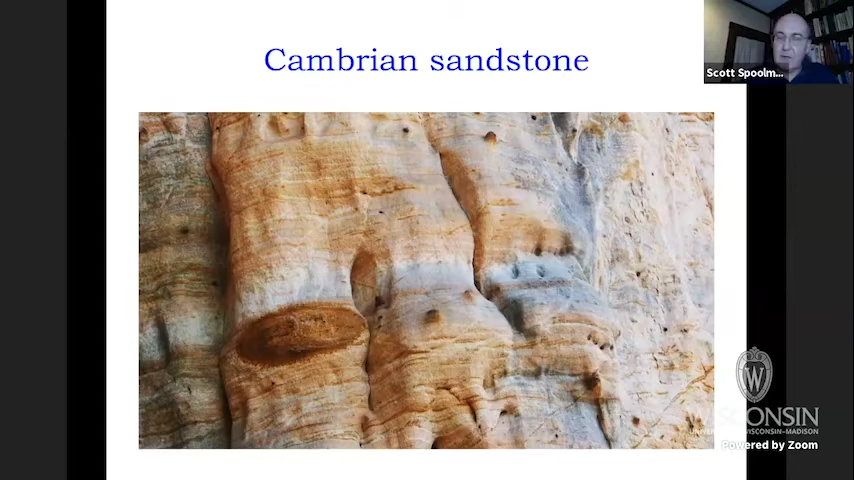 Cambrian sandstone
Scott Spoolm...
W
WISCONSIN
UNIVERSITY OF WISCONSIN–MADISON
Powered by Zoom